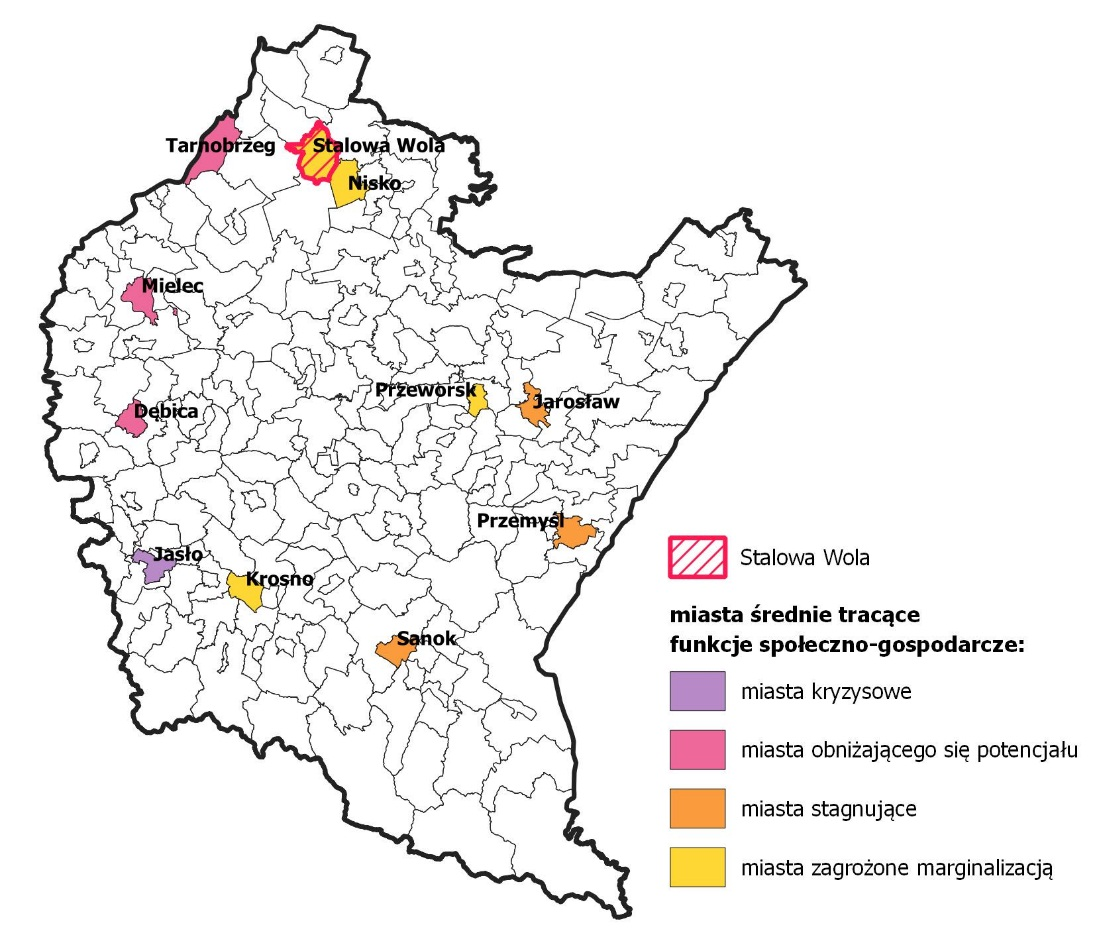 Tarnobrzeg
Stalowa Wola
Nisko
Mielec
Przeworsk
Jarosław
Dębica
Przemyśl
Jasło
Krosno
Sanok
Stalowa Wola
miasta średnie tracące
funkcje społeczno-gospodarcze:
miasta kryzysowe
miasta obniżającego się potencjału
miasta stagnujące
miasta zagrożone marginalizacją